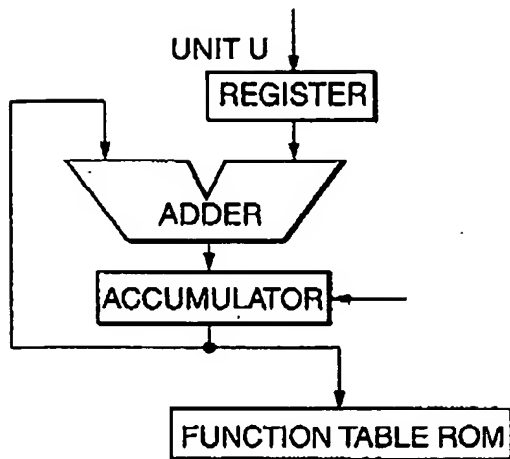 UNIT U
REGISTER
ADDER
ACCUMULATOR
FUNCTION TABLE ROM